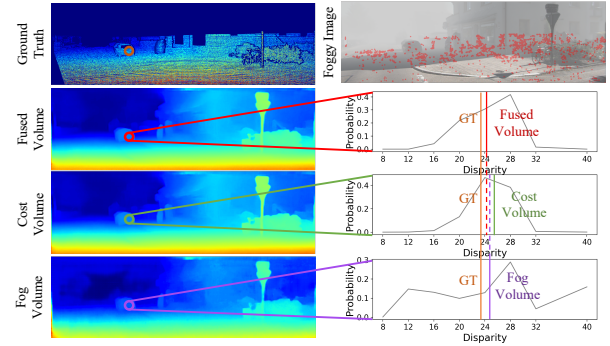 Ground
Truth
Foggy Image
Fused
Volume
Probability
0.4
0.3
0.2
0.1
0.0
GT
Fused
Volume
8 12 16 20 24 28 32 40
Disparity
Cost
Volume
Probability
0.4
0.2
0.0
GT
Cost
Volume
8 12 16 20 24 28 32 40
Disparity
Fog
Volume
Probability
0.3
0.2
0.1
0.0
GT
Fog
Volume
8 12 16 20 24 28 32 40
Disparity